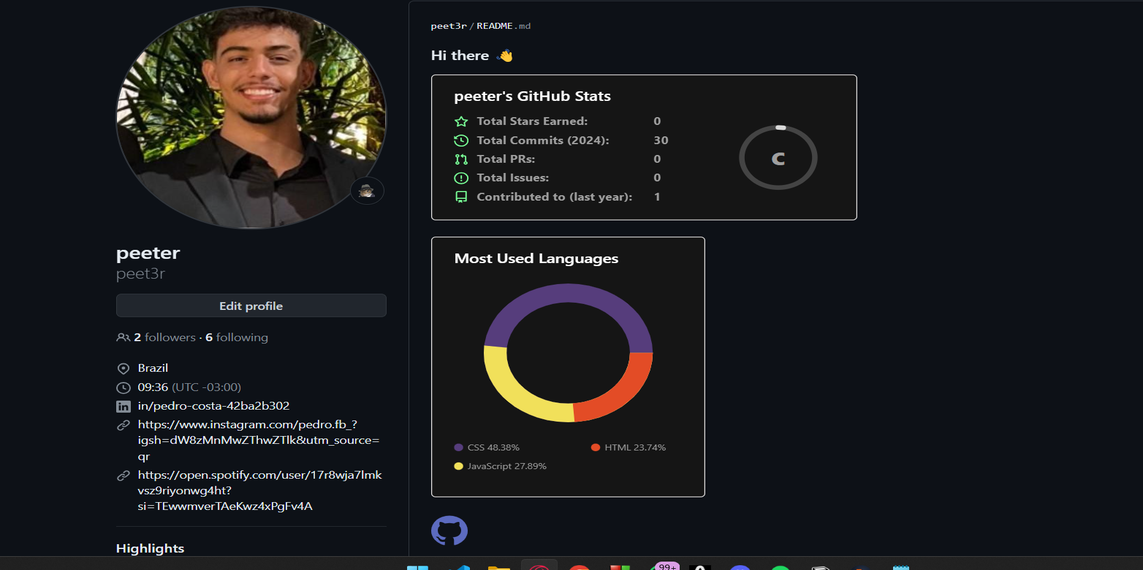 peeter
peet3r
Edit profile
2 followers · 6 following
Brazil
09:36 (UTC -03:00)
in/pedro-costa-42ba2b302
https://www.instagram.com/pedro.fb_?
igsh=dW8zMnMwZThwZTlk&utm_source=
qr
https://open.spotify.com/user/17r8wja7lmk
vsz9riyonwg4ht?
si=TEwwmverTAeKwz4xPgFv4A
Highlights
peet3r/README.md
Hi there 👋
peeter's GitHub Stats
Total Stars Earned: 0
Total Commits (2024): 30
Total PRs: 0
Total Issues: 0
Contributed to (last year): 1
C
Most Used Languages
CSS 48.38%
HTML 23.74%
JavaScript 27.89%
99+